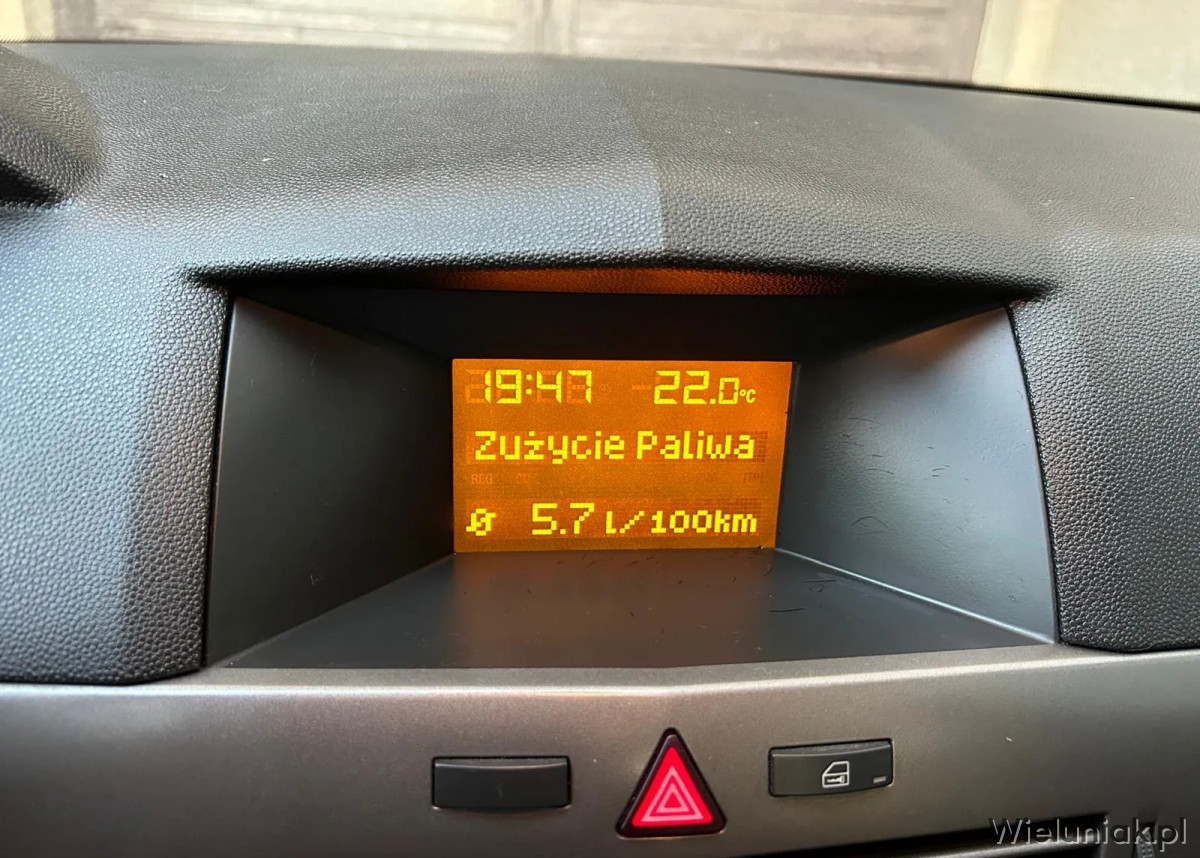 19:47 22.0°C
Zużycie Paliwa
5.7 l/100km
Wieluniak.pl